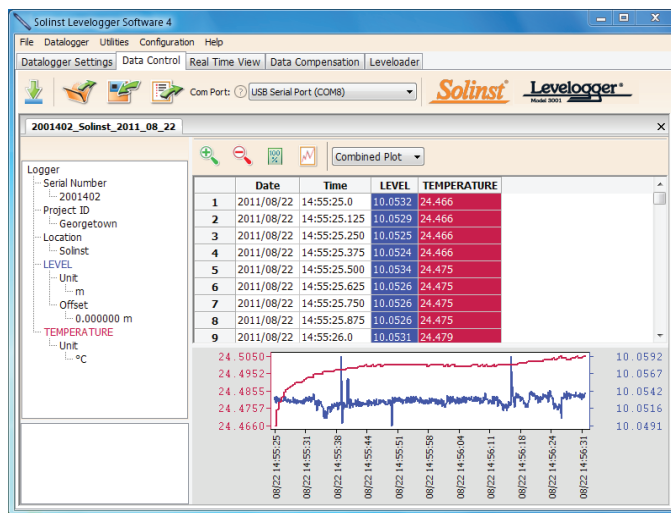 Solinst Levelogger Software 4
File Datalogger Utilities Configuration Help
Datalogger Settings Data Control Real Time View Data Compensation Leveloader
Com Port: ? USB Serial Port (COM8)
Solinst
Levelogger
Model 3001
2001402_Solinst_2011_08_22
100 %
Combined Plot
Logger
Serial Number
2001402
Project ID
Georgetown
Location
Solinst
LEVEL
Unit
m
Offset
0.000000 m
TEMPERATURE
Unit
°C
Date Time LEVEL TEMPERATURE
1 2011/08/22 14:55:25.0 10.0532 24.466
2 2011/08/22 14:55:25.125 10.0529 24.466
3 2011/08/22 14:55:25.250 10.0525 24.466
4 2011/08/22 14:55:25.375 10.0524 24.466
5 2011/08/22 14:55:25.500 10.0534 24.475
6 2011/08/22 14:55:25.625 10.0526 24.475
7 2011/08/22 14:55:25.750 10.0526 24.475
8 2011/08/22 14:55:25.875 10.0526 24.475
9 2011/08/22 14:55:26.0 10.0531 24.479
24.5050 10.0592
24.4952 10.0567
24.4855 10.0542
24.4757 10.0516
24.4660 10.0491
08/22 14:55:25
08/22 14:55:31
08/22 14:55:38
08/22 14:55:44
08/22 14:55:51
08/22 14:55:58
08/22 14:56:04
08/22 14:56:11
08/22 14:56:18
08/22 14:56:24
08/22 14:56:31